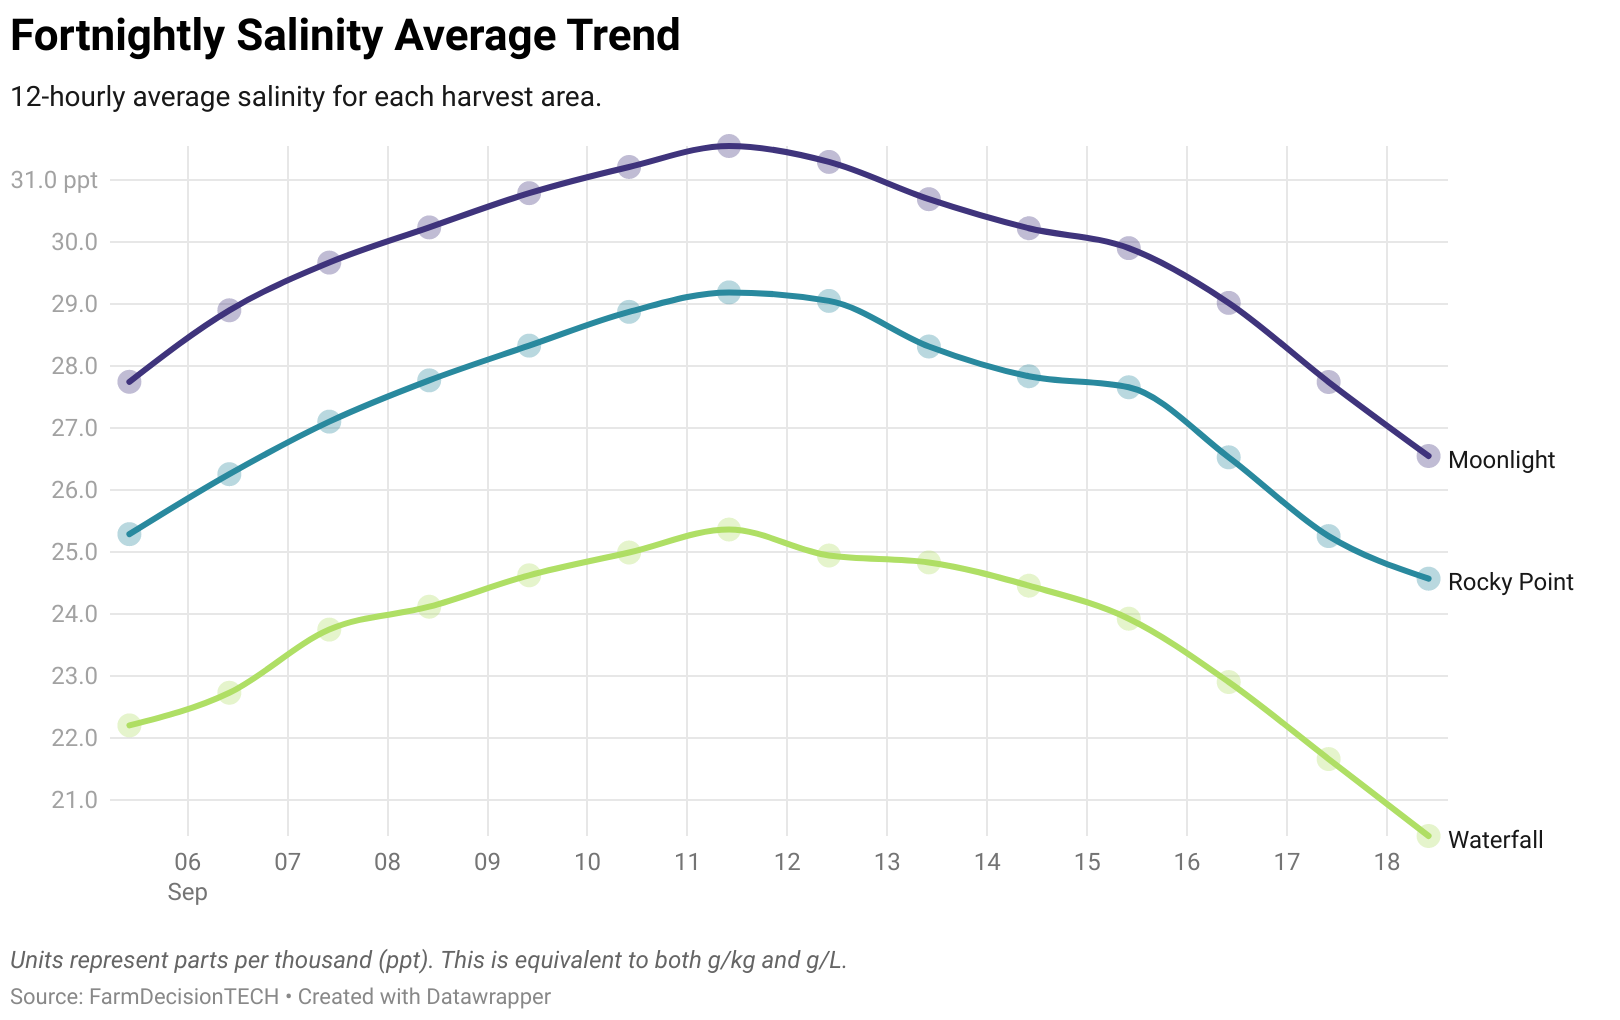 Fortnightly Salinity Average Trend
12-hourly average salinity for each harvest area.
31.0 ppt
30.0
29.0
28.0
27.0
26.0
25.0
24.0
23.0
22.0
21.0
Moonlight
Rocky Point
Waterfall
06 07 08 09 10 11 12 13 14 15 16 17 18
Sep
Units represent parts per thousand (ppt). This is equivalent to both g/kg and g/L.
Source: FarmDecisionTECH • Created with Datawrapper